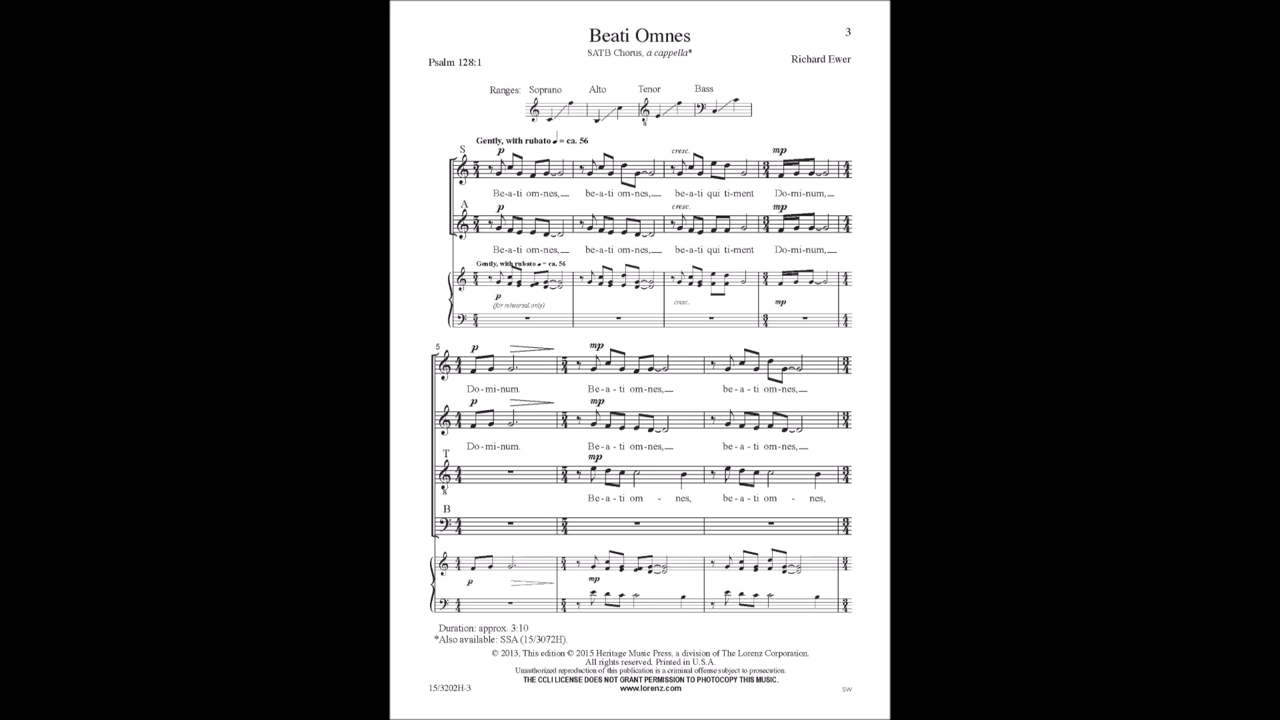 Beati Omnes
3
SATB Chorus, a cappella*
Psalm 128:1
Richard Ewer
Ranges: Soprano Alto Tenor Bass
Gently, with rubato ♩ = ca. 56
S
p
cresc.
mp
Be-a-ti om-nes, be-a-ti om-nes, be-a-ti qui ti-ment Do-mi-num,
A
p
cresc.
mp
Be-a-ti om-nes, be-a-ti om-nes, be-a-ti qui ti-ment Do-mi-num,
Gently, with rubato ♩ = ca. 56
p
(for rehearsal only)
cresc.
mp
5
p
mp
Do-mi-num. Be-a-ti om-nes, be-a-ti om-nes,
p
mp
Do-mi-num. Be-a-ti om-nes, be-a-ti om-nes,
T
mp
Be-a-ti om - nes, be-a-ti om - nes,
B
p
mp
Duration: approx. 3:10
*Also available: SSA (15/3072H).
© 2013, This edition © 2015 Heritage Music Press, a division of The Lorenz Corporation.
All rights reserved. Printed in U.S.A.
Unauthorized reproduction of this publication is a criminal offense subject to prosecution.
THE CCLI LICENSE DOES NOT GRANT PERMISSION TO PHOTOCOPY THIS MUSIC.
15/3202H-3
www.lorenz.com
SW